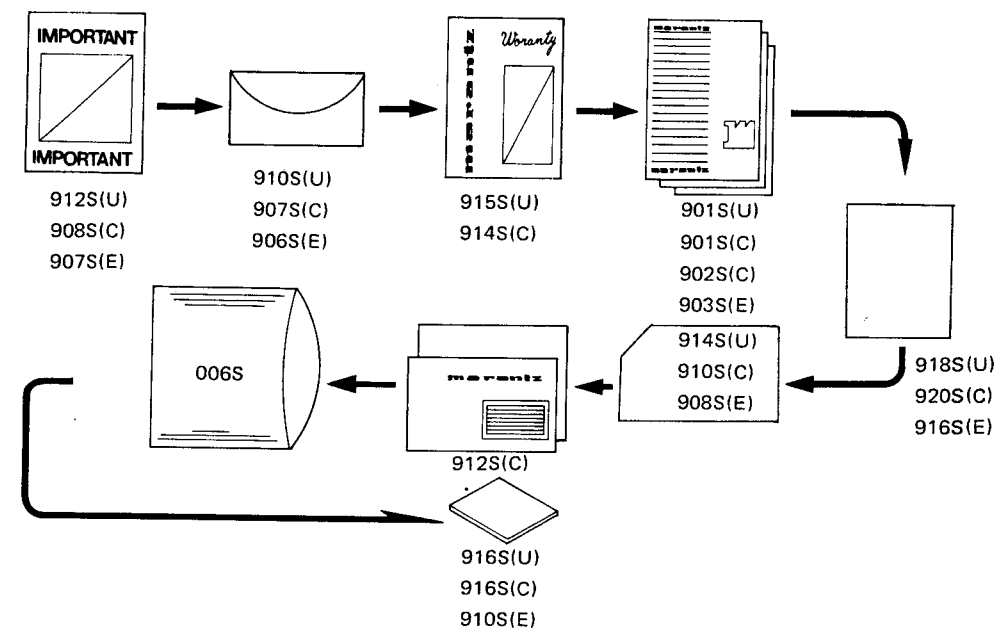 IMPORTANT
IMPORTANT
912S(U)
908S(C)
907S(E)
910S(U)
907S(C)
906S(E)
marantz
Woranty
915S(U)
914S(C)
marantz
marantz
901S(U)
901S(C)
902S(C)
903S(E)
918S(U)
920S(C)
916S(E)
914S(U)
910S(C)
908S(E)
marantz
912S(C)
006S
916S(U)
916S(C)
910S(E)